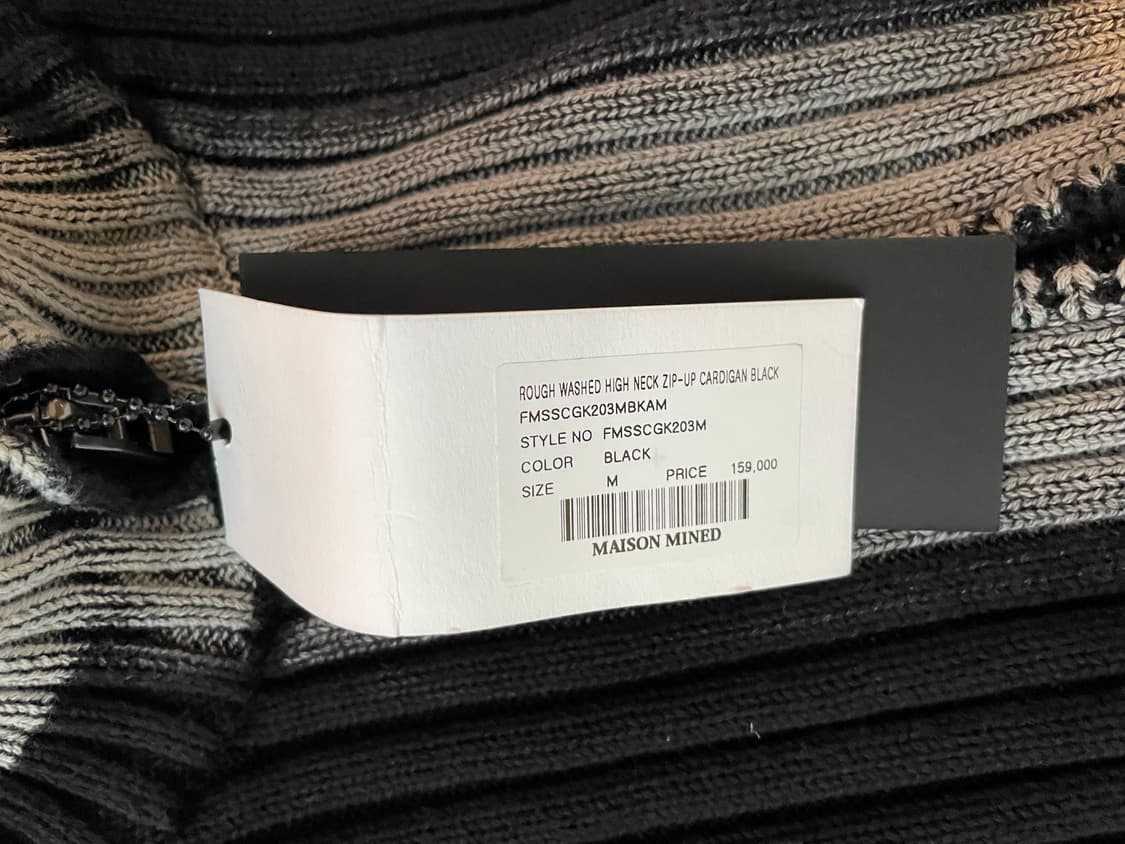 ROUGH WASHED HIGH NECK ZIP-UP CARDIGAN BLACK
FMSSCGK203MBKAM
STYLE NO FMSSCGK203M
COLOR BLACK
SIZE M PRICE 159,000
MAISON MINED